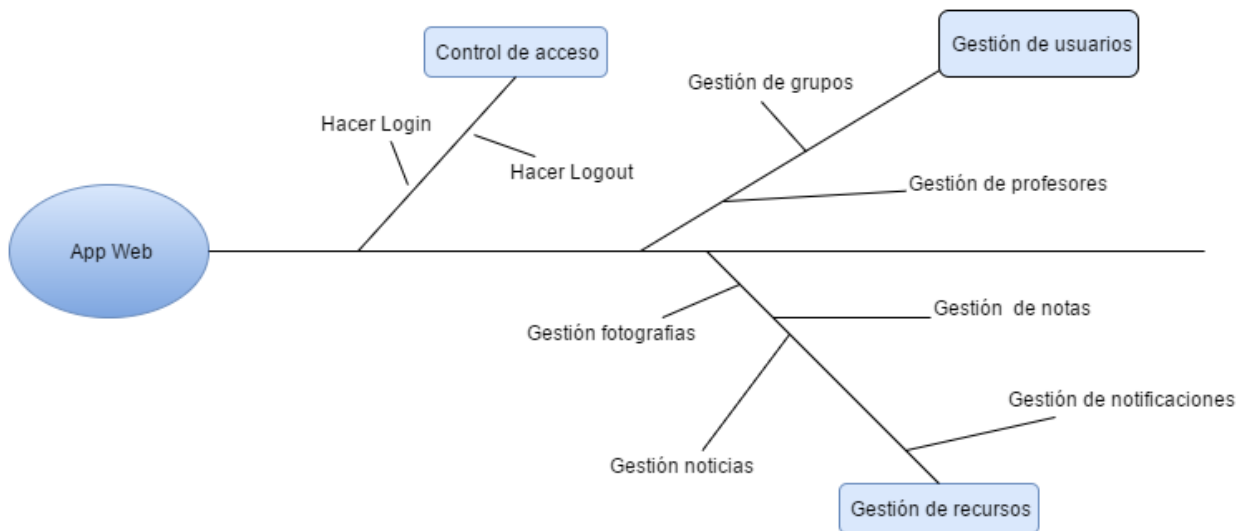 Control de acceso
Gestión de usuarios
Gestión de grupos
Hacer Login
Hacer Logout
Gestión de profesores
App Web
Gestión de notas
Gestión fotografias
Gestión de notificaciones
Gestión noticias
Gestión de recursos